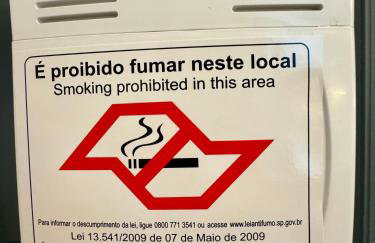 É proibido fumar neste local
Smoking prohibited in this area
Para informar o descumprimento da lei, ligue 0800 771 3541 ou acesse www.leiantifumo.sp.gov.br
Lei 13.541/2009 de 07 de Maio de 2009